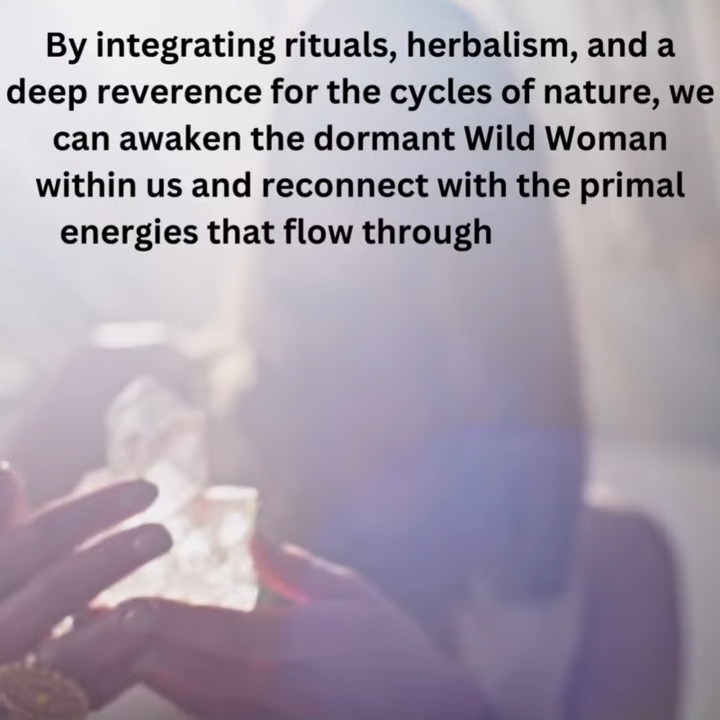 By integrating rituals, herbalism, and a
deep reverence for the cycles of nature, we
can awaken the dormant Wild Woman
within us and reconnect with the primal
energies that flow through